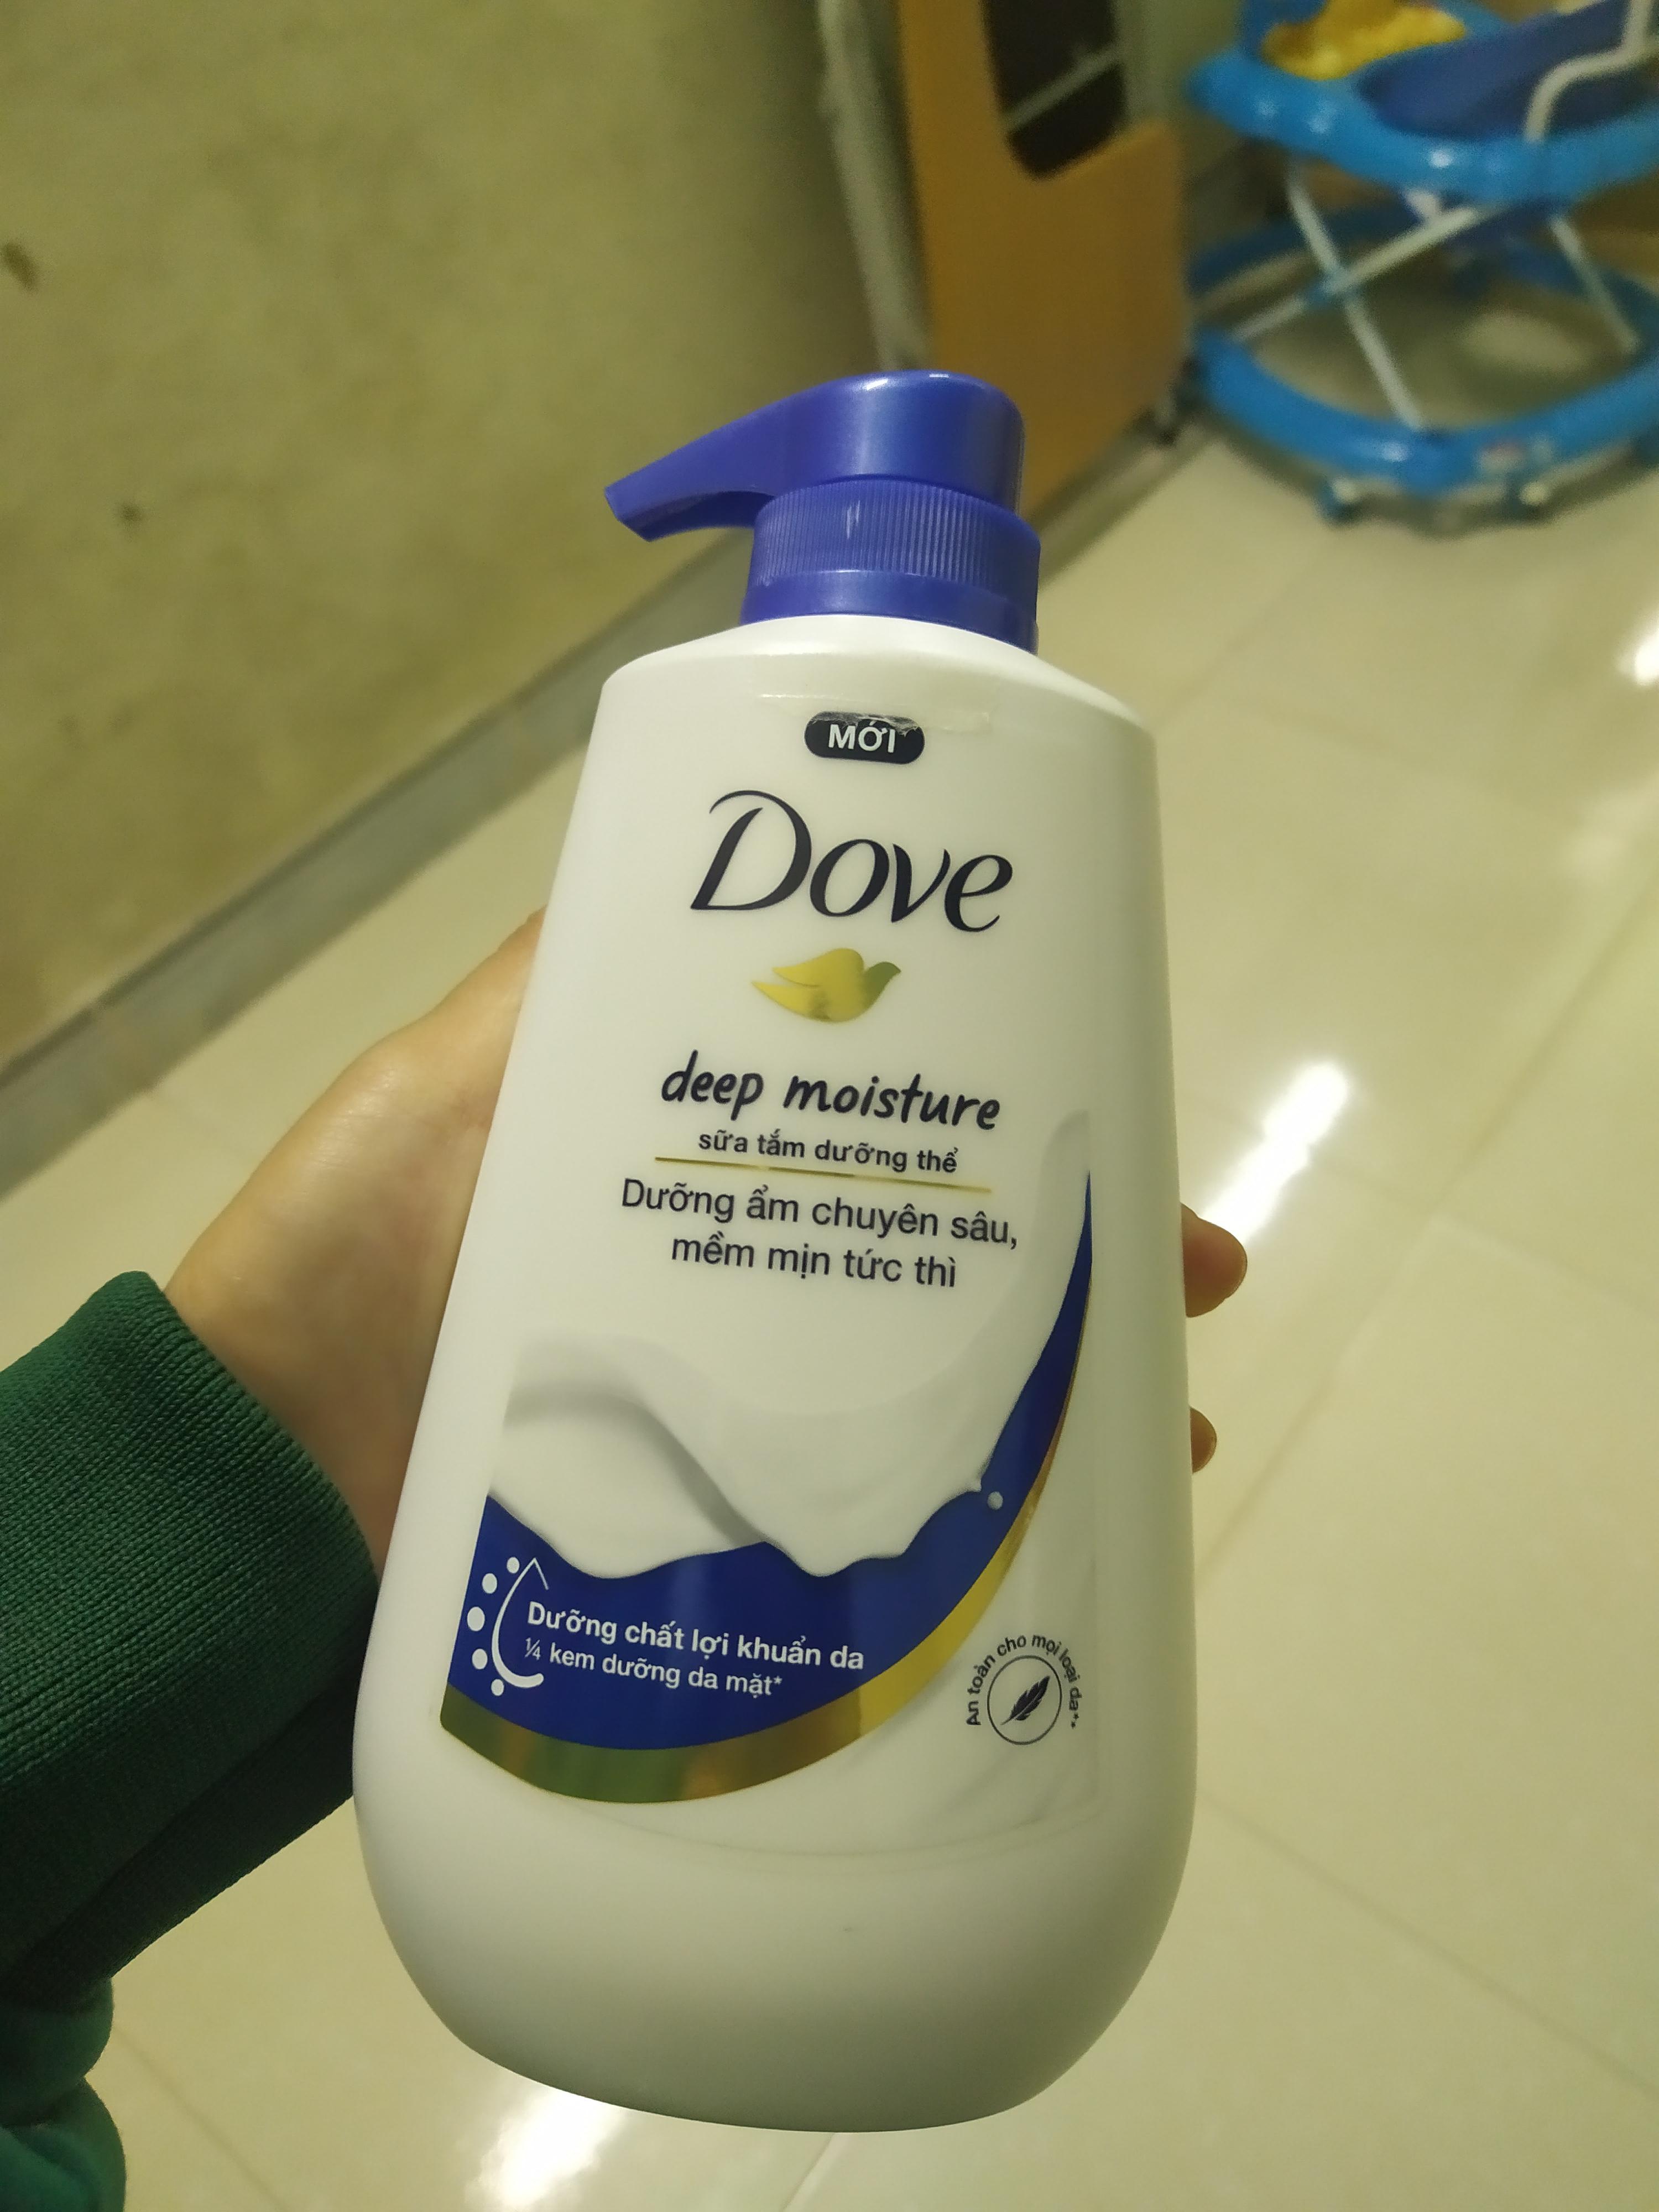 MỚI
Dove
deep moisture
sữa tắm dưỡng thể
Dưỡng ẩm chuyên sâu,
mềm mịn tức thì
Dưỡng chất lợi khuẩn da
¼ kem dưỡng da mặt*
An toàn cho mọi loại da**